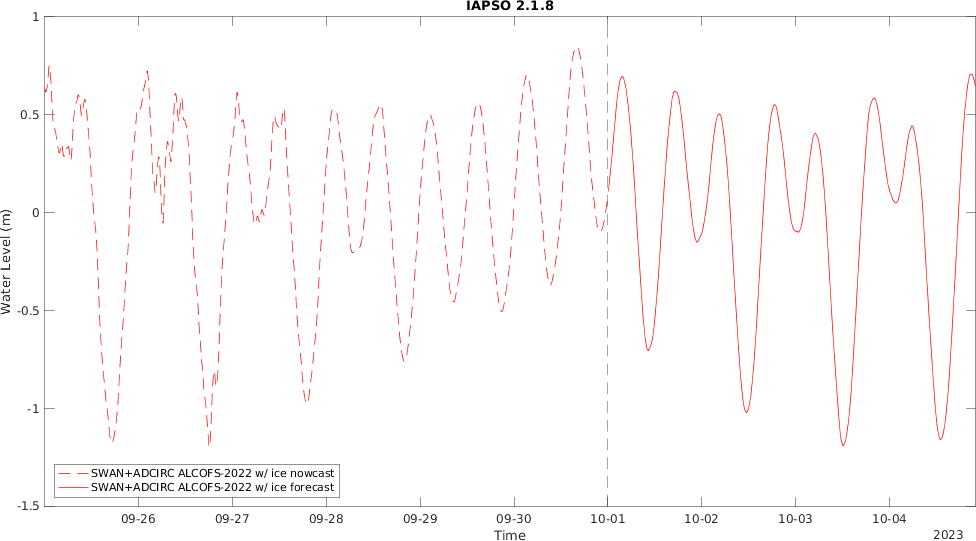 IAPSO 2.1.8
1
0.5
0
-0.5
-1
-1.5
Water Level (m)
SWAN+ADCIRC ALCOFS-2022 w/ ice nowcast
SWAN+ADCIRC ALCOFS-2022 w/ ice forecast
09-26 09-27 09-28 09-29 09-30 10-01 10-02 10-03 10-04
Time
2023